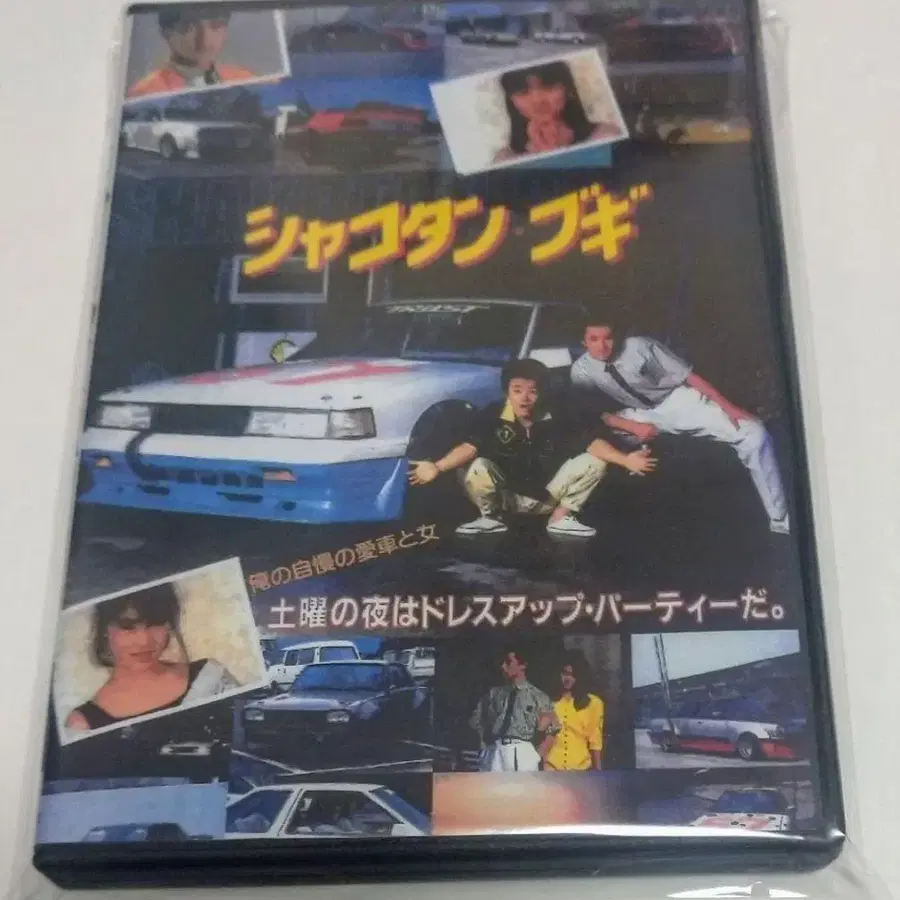 シャコタン・ブギ
TRUST
俺の自慢の愛車と女
土曜の夜はドレスアップ・パーティーだ。